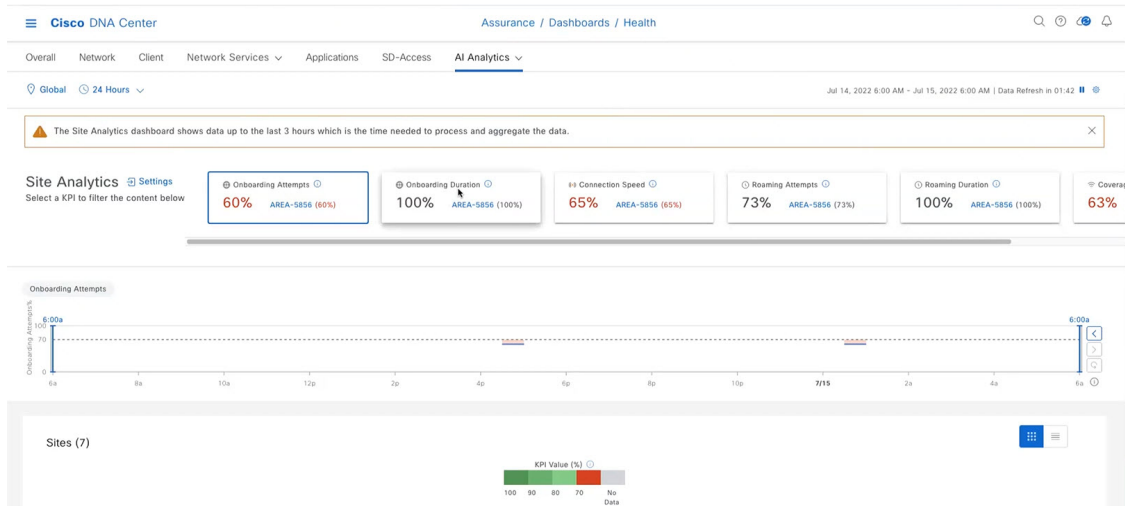 Cisco DNA Center
Assurance / Dashboards / Health
Overall Network Client Network Services Applications SD-Access AI Analytics
Global 24 Hours
Jul 14, 2022 6:00 AM - Jul 15, 2022 6:00 AM | Data Refresh in 01:42
The Site Analytics dashboard shows data up to the last 3 hours which is the time needed to process and aggregate the data.
Site Analytics Settings
Select a KPI to filter the content below
Onboarding Attempts
60% AREA-5856 (60%)
Onboarding Duration
100% AREA-5856 (100%)
Connection Speed
65% AREA-5856 (65%)
Roaming Attempts
73% AREA-5856 (73%)
Roaming Duration
100% AREA-5856 (100%)
Coverag
63%
Onboarding Attempts
Onboarding Attempts%
6:00a 6:00a
100
70
0
6a 8a 10a 12p 2p 4p 6p 8p 10p 7/15 2a 4a 6a
Sites (7)
KPI Value (%)
100 90 80 70 No
Data